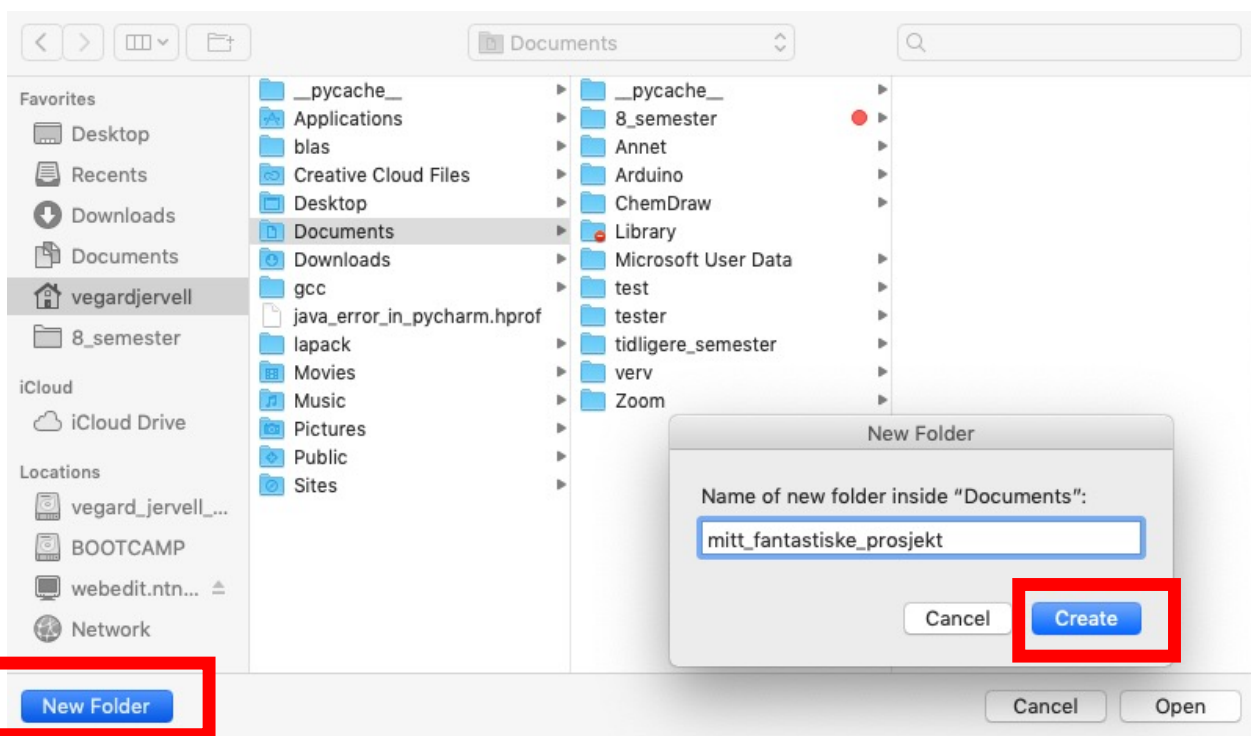 Documents
Favorites
Desktop
Recents
Downloads
Documents
vegardjervell
8_semester
iCloud
iCloud Drive
Locations
vegard_jervell_...
BOOTCAMP
webedit.ntn...
Network
__pycache__
Applications
blas
Creative Cloud Files
Desktop
Documents
Downloads
gcc
java_error_in_pycharm.hprof
lapack
Movies
Music
Pictures
Public
Sites
__pycache__
8_semester
Annet
Arduino
ChemDraw
Library
Microsoft User Data
test
tester
tidligere_semester
verv
Zoom
New Folder
Name of new folder inside “Documents”:
mitt_fantastiske_prosjekt
Cancel
Create
New Folder
Cancel
Open